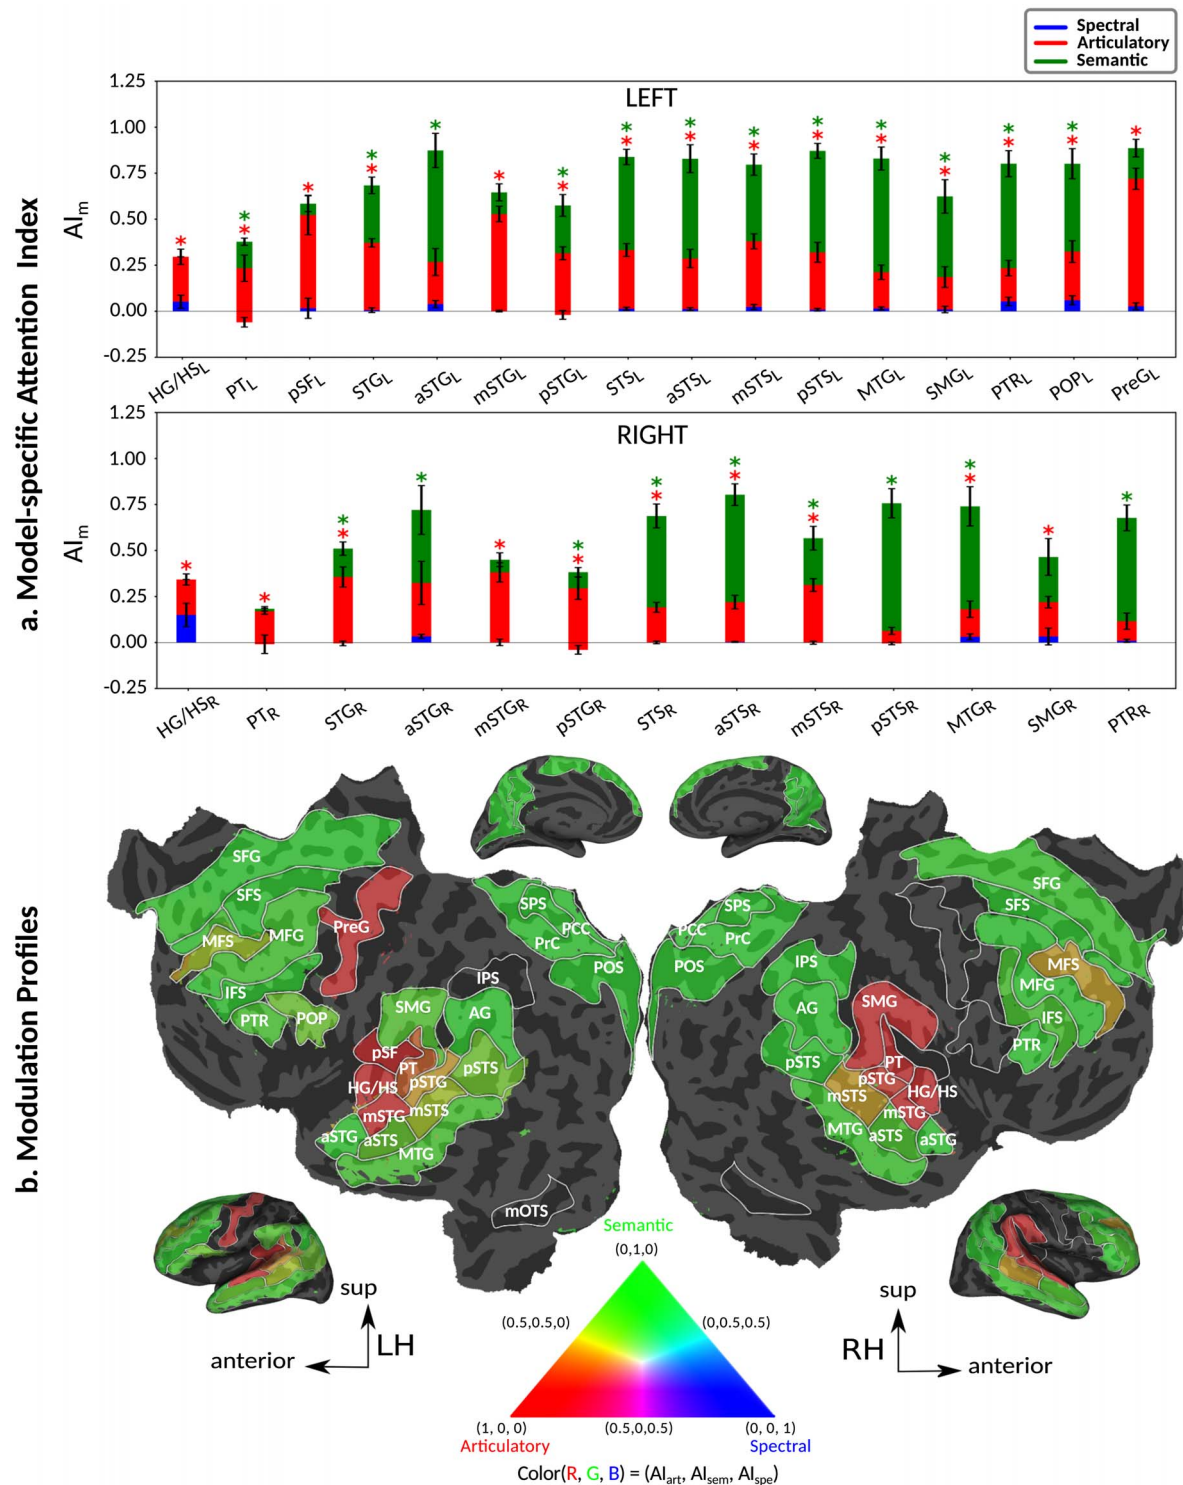 Spectral
Articulatory
Semantic
a. Model-specific Attention Index
LEFT
AIm
1.25
1.00
0.75
0.50
0.25
0.00
-0.25
* * * * * * * * * * * * * * * *
* * * * * * * * * * * *
HG/HSL PTL pSFL STGL aSTGL mSTGL pSTGL STSL aSTSL mSTSL pSTSL MTGL SMGL PTRL POPL PreGL
RIGHT
AIm
1.25
1.00
0.75
0.50
0.25
0.00
-0.25
* * * * * * * * * * * * *
* * * * * *
HG/HSR PTR STGR aSTGR mSTGR pSTGR STSR aSTSR mSTSR pSTSR MTGR SMGR PTRR
b. Modulation Profiles
SFG
SFS
MFS
MFG
PreG
IFS
PTR
POP
SPS
PCC
PrC
POS
IPS
SMG
AG
pSF
PT
pSTG
pSTS
HG/HS
mSTG
mSTS
aSTG
aSTS
MTG
mOTS
SPS
PCC
PrC
POS
IPS
AG
SMG
pSTS
PT
pSTG
HG/HS
mSTS
mSTG
MTG
aSTS
aSTG
SFG
SFS
MFS
MFG
IFS
PTR
sup
LH
anterior
sup
RH
anterior
Semantic
(0,1,0)
(0.5,0.5,0)
(0,0.5,0.5)
(1, 0, 0)
(0.5,0,0.5)
(0, 0, 1)
Articulatory
Spectral
Color(R, G, B) = (AIart, AIsem, AIspe)